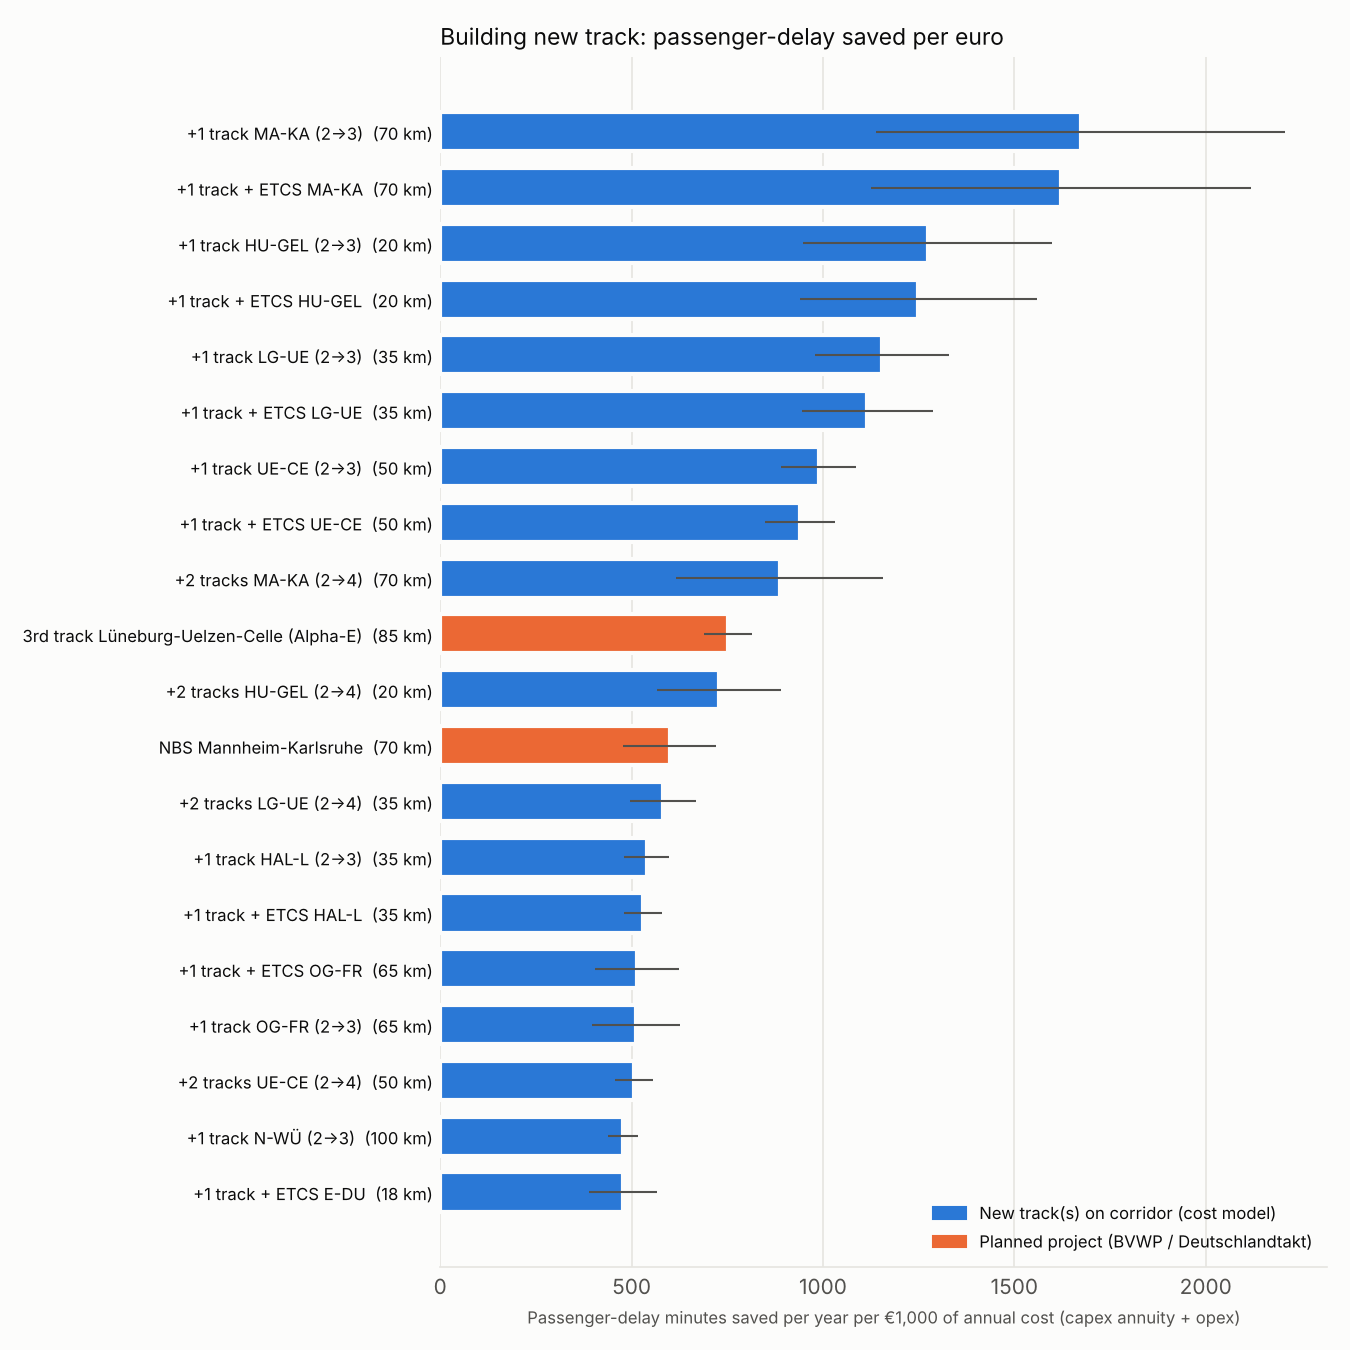 Building new track: passenger-delay saved per euro
+1 track MA-KA (2→3)  (70 km)
+1 track + ETCS MA-KA  (70 km)
+1 track HU-GEL (2→3)  (20 km)
+1 track + ETCS HU-GEL  (20 km)
+1 track LG-UE (2→3)  (35 km)
+1 track + ETCS LG-UE  (35 km)
+1 track UE-CE (2→3)  (50 km)
+1 track + ETCS UE-CE  (50 km)
+2 tracks MA-KA (2→4)  (70 km)
3rd track Lüneburg-Uelzen-Celle (Alpha-E)  (85 km)
+2 tracks HU-GEL (2→4)  (20 km)
NBS Mannheim-Karlsruhe  (70 km)
+2 tracks LG-UE (2→4)  (35 km)
+1 track HAL-L (2→3)  (35 km)
+1 track + ETCS HAL-L  (35 km)
+1 track + ETCS OG-FR  (65 km)
+1 track OG-FR (2→3)  (65 km)
+2 tracks UE-CE (2→4)  (50 km)
+1 track N-WÜ (2→3)  (100 km)
+1 track + ETCS E-DU  (18 km)
New track(s) on corridor (cost model)
Planned project (BVWP / Deutschlandtakt)
0 500 1000 1500 2000
Passenger-delay minutes saved per year per €1,000 of annual cost (capex annuity + opex)